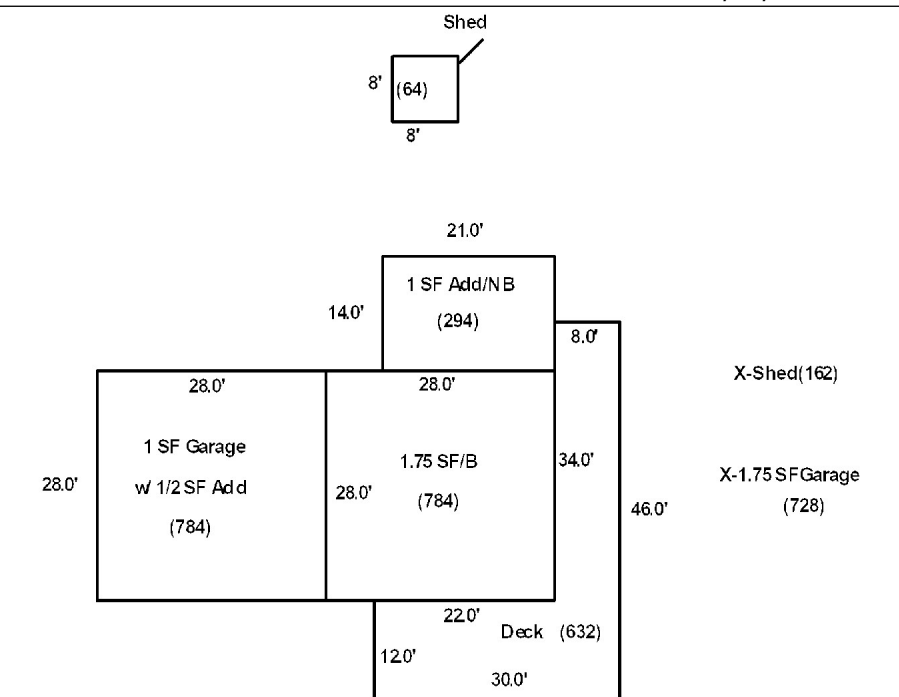 Shed
8'
(64)
8'
21.0'
1 SF Add/NB
14.0'
(294)
8.0'
28.0'
28.0'
X-Shed(162)
1 SF Garage
1.75 SF/B
34.0'
28.0'
w/ 1/2 SF Add
28.0'
(784)
X-1.75 SFGarage
46.0'
(728)
(784)
22.0'
Deck (632)
12.0'
30.0'